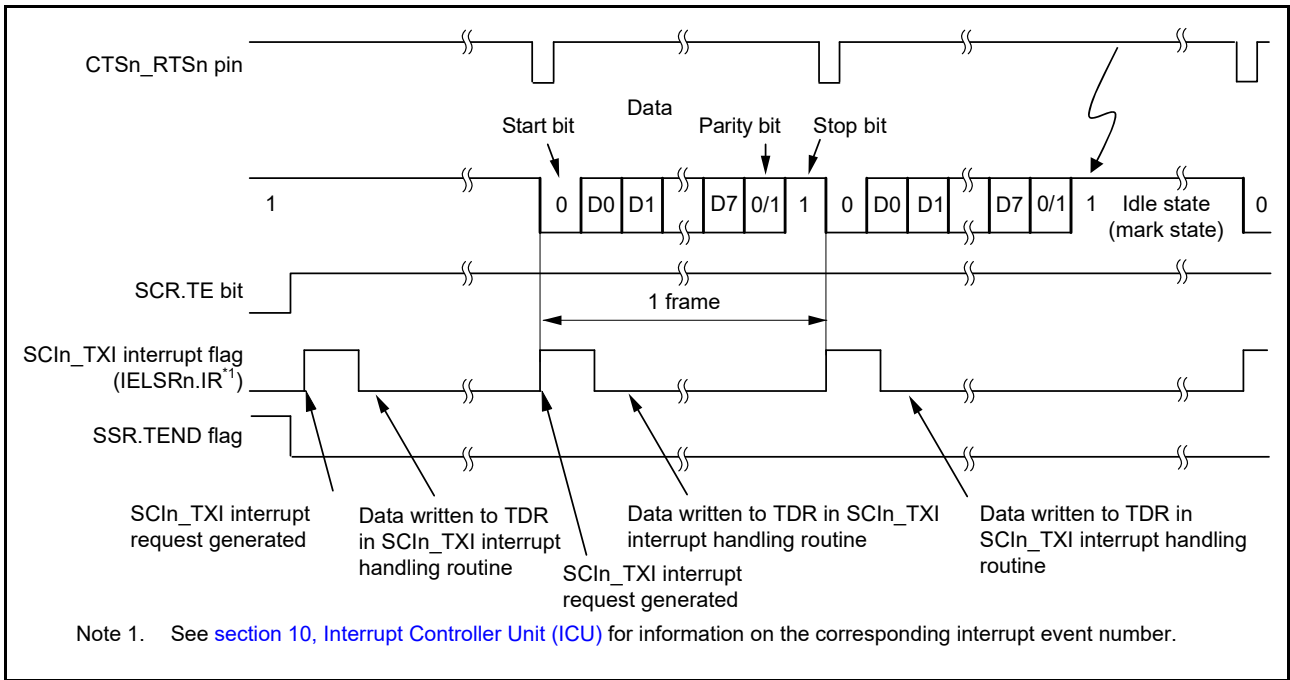 CTSn_RTSn pin
Data
Start bit
Parity bit
Stop bit
1 0 D0 D1 D7 0/1 1 0 D0 D1 D7 0/1 1 Idle state (mark state) 0
SCR.TE bit
1 frame
SCIn_TXI interrupt flag
(IELSRn.IR*1)
SSR.TEND flag
SCIn_TXI interrupt
request generated
Data written to TDR
in SCIn_TXI interrupt
handling routine
SCIn_TXI interrupt
request generated
Data written to TDR in SCIn_TXI
interrupt handling routine
Data written to TDR in
SCIn_TXI interrupt handling
routine
Note 1. See section 10, Interrupt Controller Unit (ICU) for information on the corresponding interrupt event number.